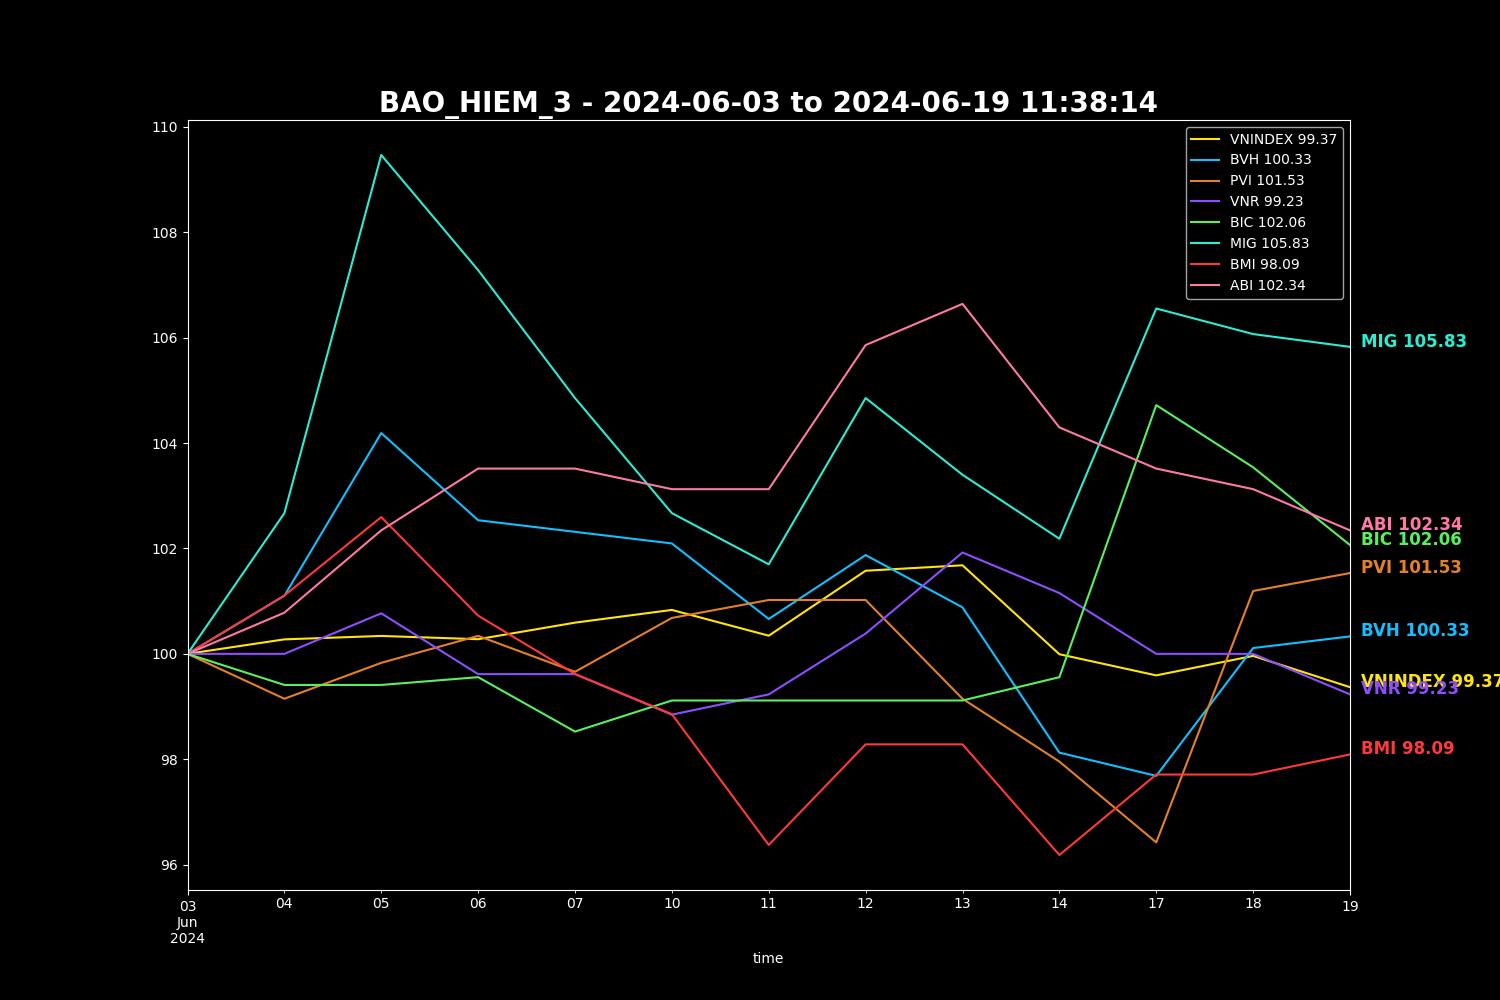 BAO_HIEM_3 - 2024-06-03 to 2024-06-19 11:38:14
110
108
106
104
102
100
98
96
VNINDEX 99.37
BVH 100.33
PVI 101.53
VNR 99.23
BIC 102.06
MIG 105.83
BMI 98.09
ABI 102.34
MIG 105.83
ABI 102.34
BIC 102.06
PVI 101.53
BVH 100.33
VNINDEX 99.37
VNR 99.23
BMI 98.09
03 04 05 06 07 10 11 12 13 14 17 18 19
Jun
2024
time